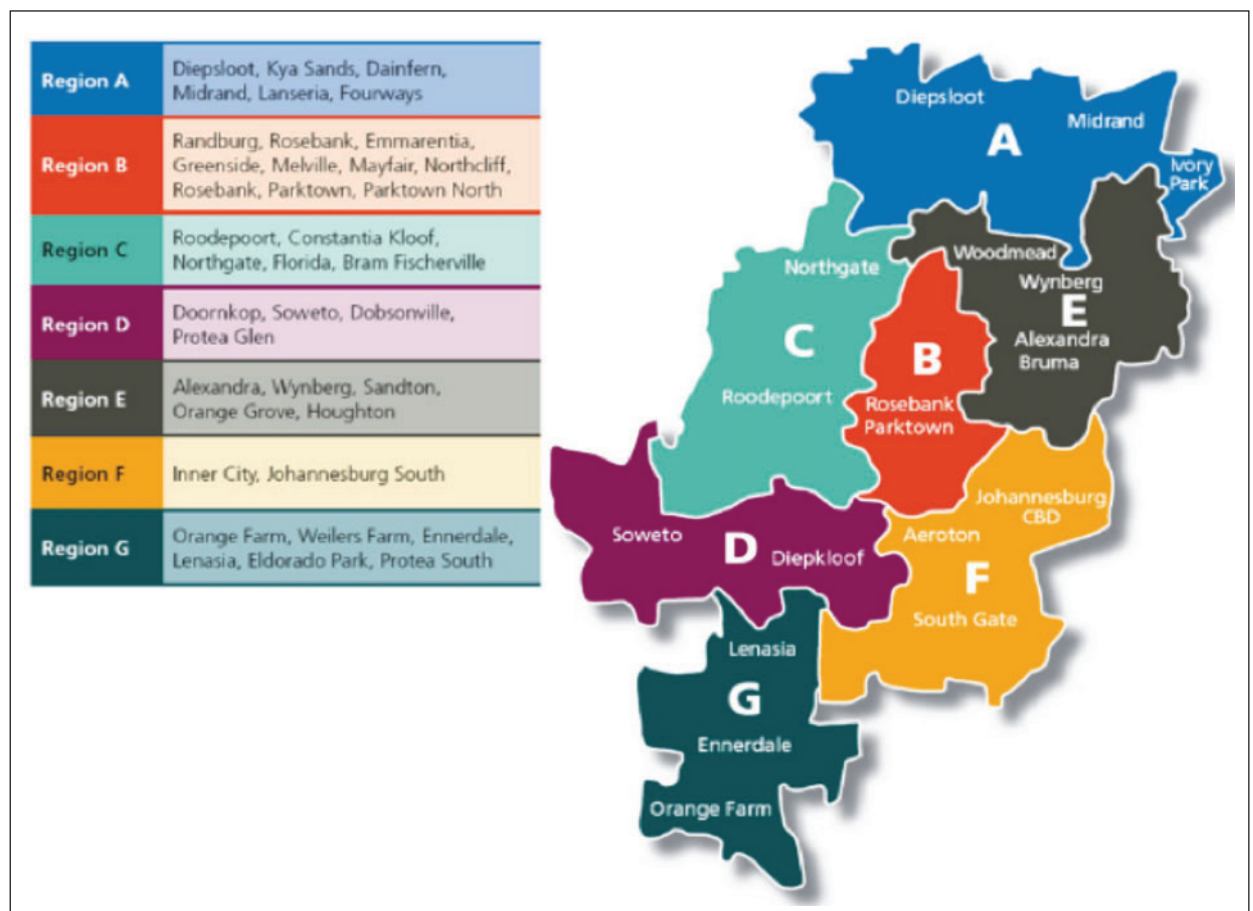 Region A
Diepsloot, Kya Sands, Dainfern,
Midrand, Lanseria, Fourways
Region B
Randburg, Rosebank, Emmarentia,
Greenside, Melville, Mayfair, Northcliff,
Rosebank, Parktown, Parktown North
Region C
Roodepoort, Constantia Kloof,
Northgate, Florida, Bram Fischerville
Region D
Doornkop, Soweto, Dobsonville,
Protea Glen
Region E
Alexandra, Wynberg, Sandton,
Orange Grove, Houghton
Region F
Inner City, Johannesburg South
Region G
Orange Farm, Weilers Farm, Ennerdale,
Lenasia, Eldorado Park, Protea South
Diepsloot
Midrand
A
Ivory
Park
Woodmead
Northgate
Wynberg
E
C
Alexandra
Bruma
B
Roodepoort
Rosebank
Parktown
Johannesburg
CBD
Soweto
D
Diepkloof
Aeroton
F
South Gate
Lenasia
G
Ennerdale
Orange Farm